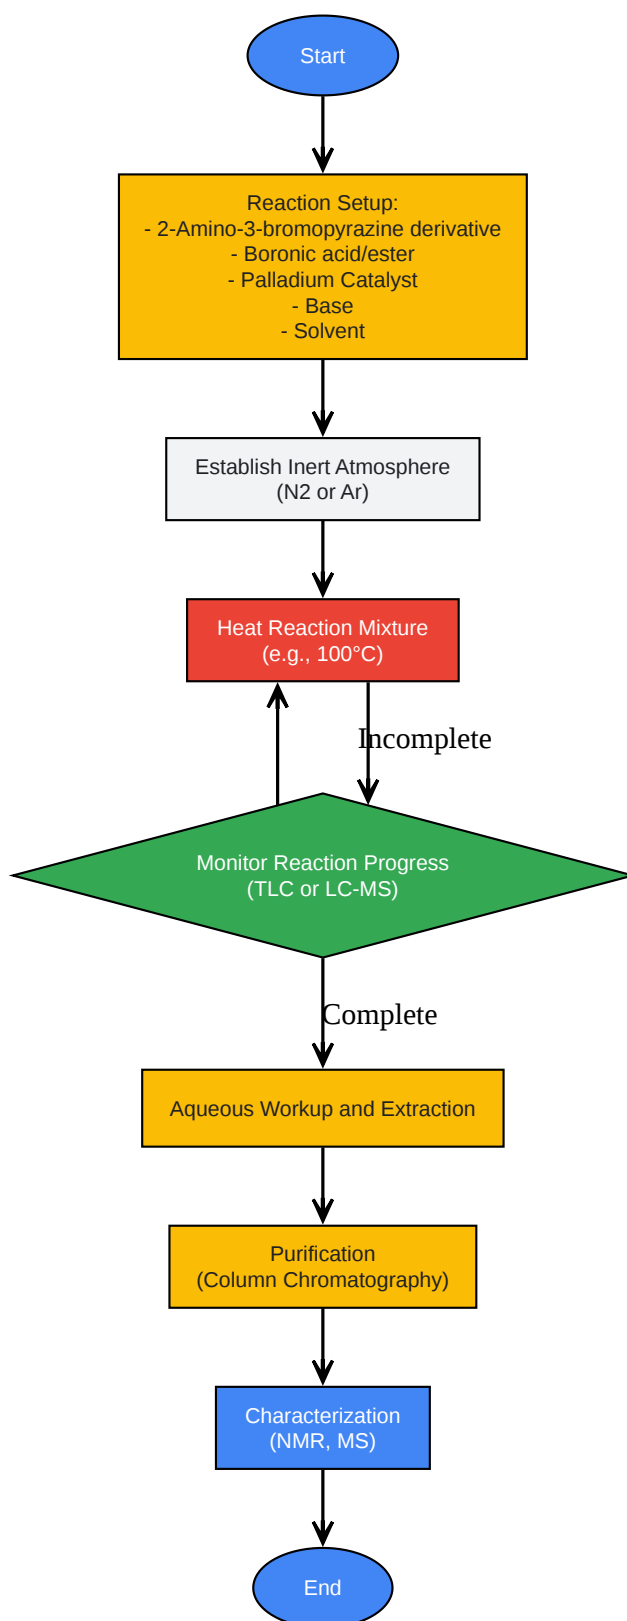 Start
Reaction Setup:
- 2-Amino-3-bromopyrazine derivative
- Boronic acid/ester
- Palladium Catalyst
- Base
- Solvent
Establish Inert Atmosphere
(N2 or Ar)
Heat Reaction Mixture
(e.g., 100°C)
Incomplete
Monitor Reaction Progress
(TLC or LC-MS)
Complete
Aqueous Workup and Extraction
Purification
(Column Chromatography)
Characterization
(NMR, MS)
End